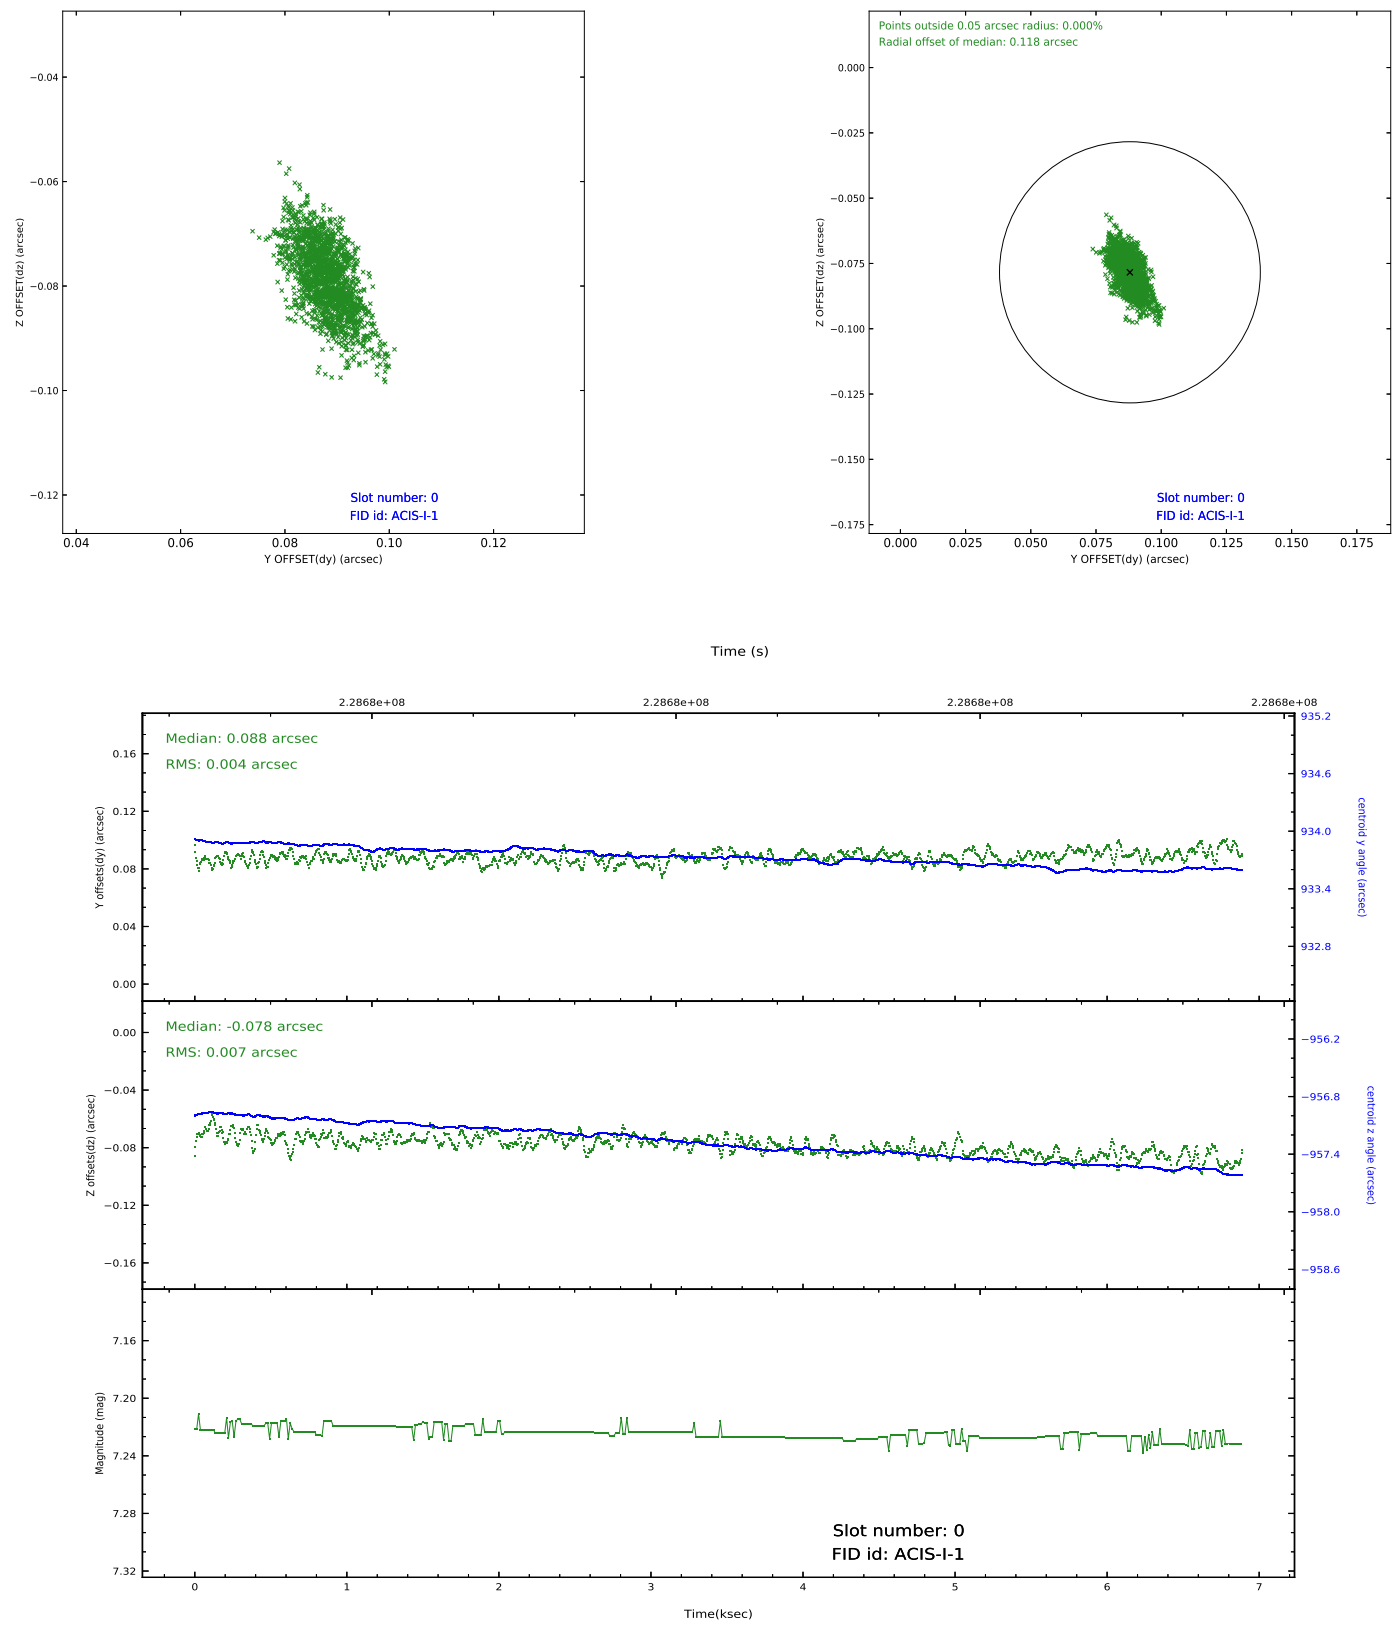 −0.04
−0.06
−0.08
−0.10
−0.12
Z OFFSET(dz) (arcsec)
Slot number: 0
FID id: ACIS-I-1
0.04 0.06 0.08 0.10 0.12
Y OFFSET(dy) (arcsec)
Points outside 0.05 arcsec radius: 0.000%
Radial offset of median: 0.118 arcsec
0.000
−0.025
−0.050
−0.075
−0.100
−0.125
−0.150
−0.175
Z OFFSET(dz) (arcsec)
Slot number: 0
FID id: ACIS-I-1
0.000 0.025 0.050 0.075 0.100 0.125 0.150 0.175
Y OFFSET(dy) (arcsec)
Time (s)
2.2868e+08 2.2868e+08 2.2868e+08 2.2868e+08
Median: 0.088 arcsec
RMS: 0.004 arcsec
0.16
0.12
0.08
0.04
0.00
Y offsets(dy) (arcsec)
935.2
934.6
934.0
933.4
932.8
centroid y angle (arcsec)
Median: -0.078 arcsec
RMS: 0.007 arcsec
0.00
−0.04
−0.08
−0.12
−0.16
Z offsets(dz) (arcsec)
−956.2
−956.8
−957.4
−958.0
−958.6
centroid z angle (arcsec)
7.16
7.20
7.24
7.28
7.32
Magnitude (mag)
Slot number: 0
FID id: ACIS-I-1
0 1 2 3 4 5 6 7
Time(ksec)